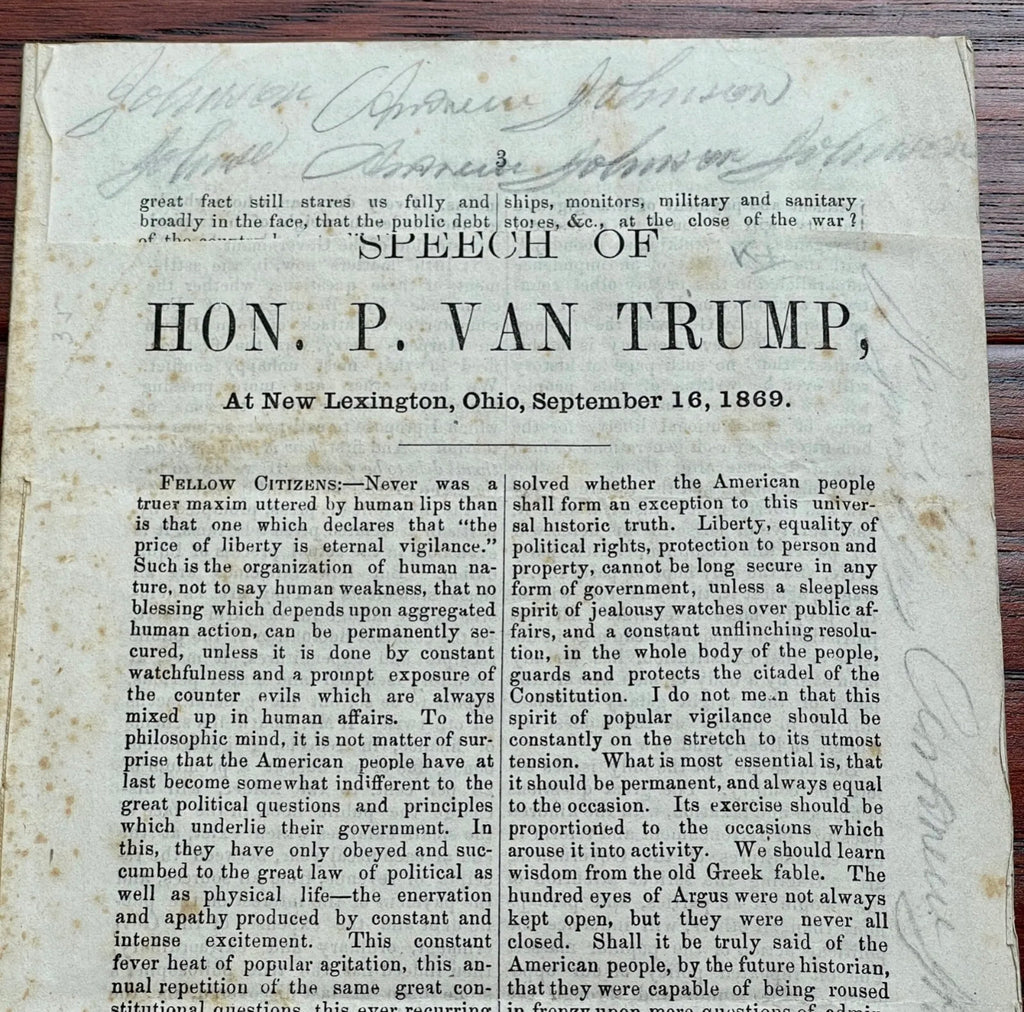 Johnson Andrew Johnson
Johns Andrew Johnson Johnson
3
great fact still stares us fully and
broadly in the face, that the public debt
ships, monitors, military and sanitary
stores, &c., at the close of the war?
SPEECH OF
HON. P. VAN TRUMP,
At New Lexington, Ohio, September 16, 1869.
FELLOW CITIZENS:—Never was a
truer maxim uttered by human lips than
is that one which declares that "the
price of liberty is eternal vigilance."
Such is the organization of human na-
ture, not to say human weakness, that no
blessing which depends upon aggregated
human action, can be permanently se-
cured, unless it is done by constant
watchfulness and a prompt exposure of
the counter evils which are always
mixed up in human affairs. To the
philosophic mind, it is not matter of sur-
prise that the American people have at
last become somewhat indifferent to the
great political questions and principles
which underlie their government. In
this, they have only obeyed and suc-
cumbed to the great law of political as
well as physical life—the enervation
and apathy produced by constant and
intense excitement. This constant
fever heat of popular agitation, this an-
nual repetition of the same great con-
stitutional questions, this ever recurring
solved whether the American people
shall form an exception to this univer-
sal historic truth. Liberty, equality of
political rights, protection to person and
property, cannot be long secure in any
form of government, unless a sleepless
spirit of jealousy watches over public af-
fairs, and a constant unflinching resolu-
tion, in the whole body of the people,
guards and protects the citadel of the
Constitution. I do not mean that this
spirit of popular vigilance should be
constantly on the stretch to its utmost
tension. What is most essential is, that
it should be permanent, and always equal
to the occasion. Its exercise should be
proportioned to the occasions which
arouse it into activity. We should learn
wisdom from the old Greek fable. The
hundred eyes of Argus were not always
kept open, but they were never all
closed. Shall it be truly said of the
American people, by the future historian,
that they were capable of being roused
in frenzy upon mere questions of admin-